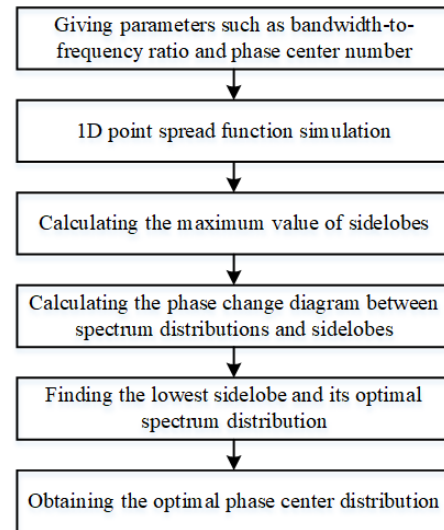 Giving parameters such as bandwidth-to-
frequency ratio and phase center number
1D point spread function simulation
Calculating the maximum value of sidelobes
Calculating the phase change diagram between
spectrum distributions and sidelobes
Finding the lowest sidelobe and its optimal
spectrum distribution
Obtaining the optimal phase center distribution